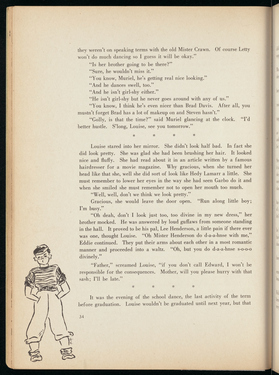 they weren't on speaking terms with the old Mister Crawn. Of course Letty
won't do much dancing so I guess it will be okay."
"Is her brother going to be there?"
"Sure, he wouldn't miss it."
"You know, Muriel, he's getting real nice looking."
"And he dances swell, too."
"And he isn't girl-shy either."
"He isn't girl-shy but he never goes around with any of us."
"You know, I think he's even nicer than Brad Davis. After all, you
mustn't forget Brad has a lot of makeup on and Steven hasn't."
"Golly, is that the time?" said Muriel glancing at the clock. "I'd
better hustle. S'long, Louise, see you tomorrow."
* * * * *
Louise stared into her mirror. She didn't look half bad. In fact she
did look pretty. She was glad she had been brushing her hair. It looked
nice and fluffy. She had read about it in an article written by a famous
hairdresser for a movie magazine. Why gracious, when she turned her
head like that she, well she did sort of look like Hedy Lamarr a little. She
must remember to lower her eyes in the way she had seen Garbo do it and
when she smiled she must remember not to open her mouth too much.
"Well, well, don't we think we look pretty."
Gracious, she would leave the door open. "Run along little boy;
I'm busy."
"Oh deah, don't I look just too, too divine in my new dress," her
brother mocked. He was answered by loud guffaws from someone standing
in the hall. It proved to be his pal, Lee Henderson, a little pain if there ever
was one, thought Louise. "Oh Mister Henderson do d-a-n-hnse with me,"
Eddie continued. They put their arms about each other in a most romantic
manner and proceeded into a waltz. "Oh, but you do d-a-n-hnse so-o-oo
divinely."
"Father," screamed Louise, "if you don't call Edward, I won't be
responsible for the consequences. Mother, will you please hurry with that
sash; I'll be late."
* * * * *
It was the evening of the school dance, the last activity of the term
before graduation. Louise wouldn't be graduated until next year, but that